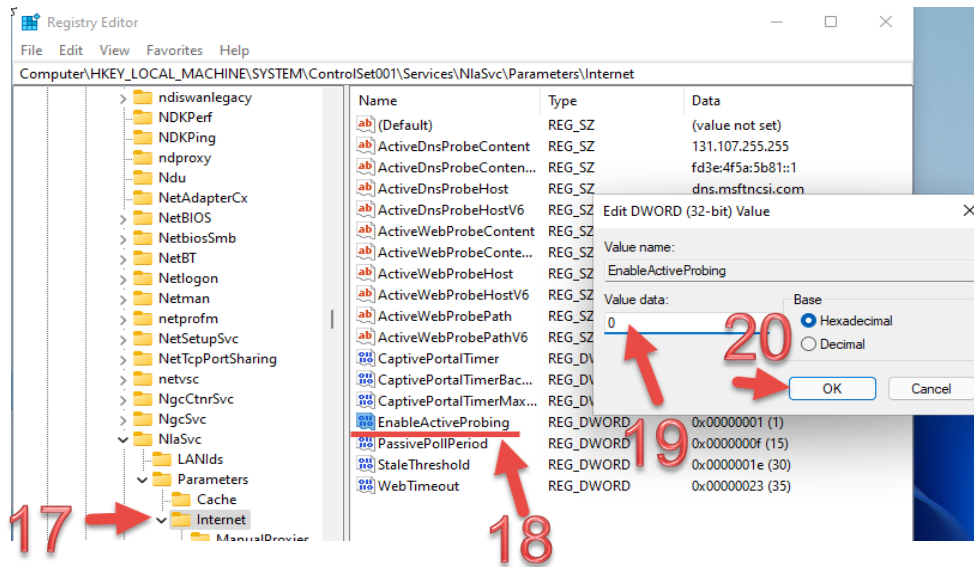 Registry Editor
File Edit View Favorites Help
Computer\HKEY_LOCAL_MACHINE\SYSTEM\ControlSet001\Services\NlaSvc\Parameters\Internet
ndiswanlegacy
NDKPerf
NDKPing
ndproxy
Ndu
NetAdapterCx
NetBIOS
NetbiosSmb
NetBT
Netlogon
Netman
netprofm
NetSetupSvc
NetTcpPortSharing
netvsc
NgcCtnrSvc
NgcSvc
NlaSvc
LANIds
Parameters
Cache
17 Internet
ManualProxies
Name Type Data
(Default) REG_SZ (value not set)
ActiveDnsProbeContent REG_SZ 131.107.255.255
ActiveDnsProbeConten... REG_SZ fd3e:4f5a:5b81::1
ActiveDnsProbeHost REG_SZ dns.msftncsi.com
ActiveDnsProbeHostV6 REG_SZ
ActiveWebProbeContent REG_SZ
ActiveWebProbeConte... REG_SZ
ActiveWebProbeHost REG_SZ
ActiveWebProbeHostV6 REG_SZ
ActiveWebProbePath REG_SZ
ActiveWebProbePathV6 REG_SZ
CaptivePortalTimer REG_DW
CaptivePortalTimerBac... REG_DW
CaptivePortalTimerMax... REG_DW
EnableActiveProbing REG_DWORD 0x00000001 (1)
PassivePollPeriod REG_DWORD 0x0000000f (15)
StaleThreshold REG_DWORD 0x0000001e (30)
WebTimeout REG_DWORD 0x00000023 (35)
18
19
Edit DWORD (32-bit) Value
Value name:
EnableActiveProbing
Value data:
0
Base
Hexadecimal
Decimal
20
OK Cancel